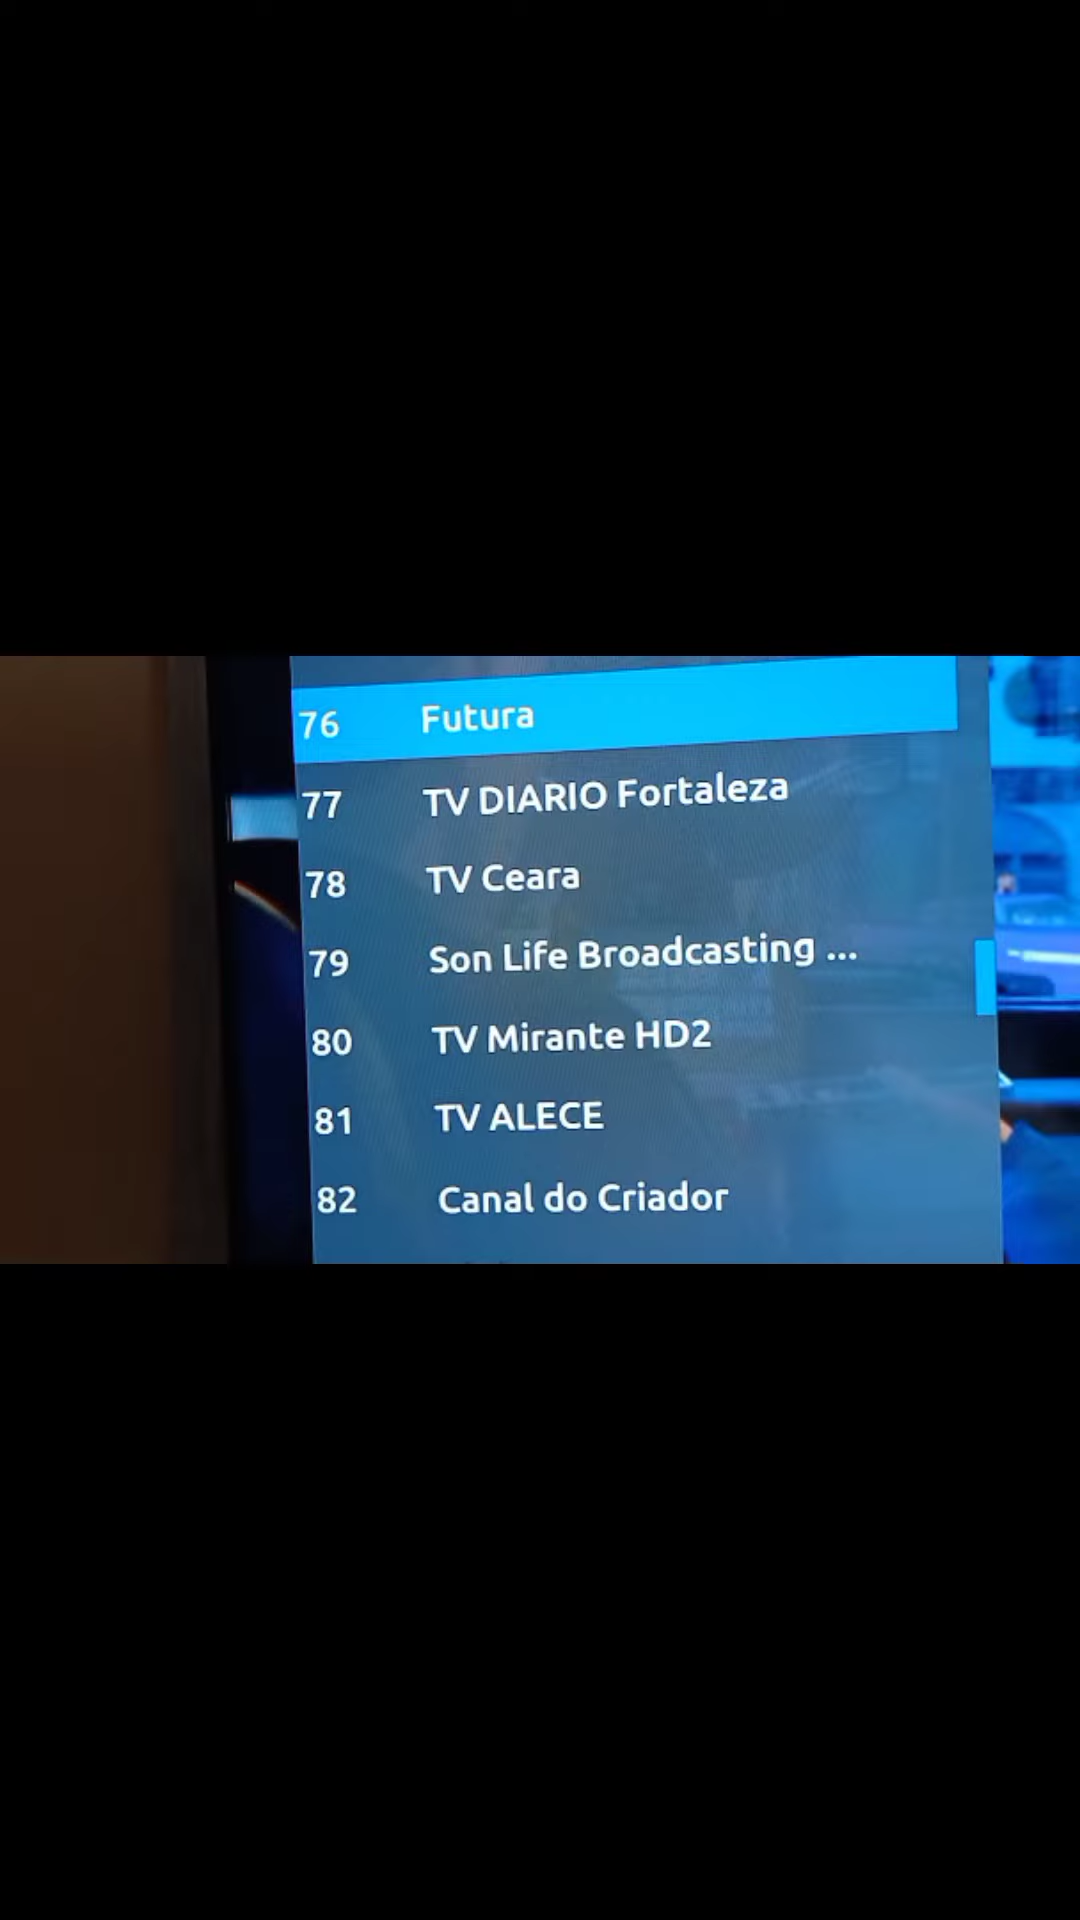 76 Futura
77 TV DIARIO Fortaleza
78 TV Ceara
79 Son Life Broadcasting ...
80 TV Mirante HD2
81 TV ALECE
82 Canal do Criador